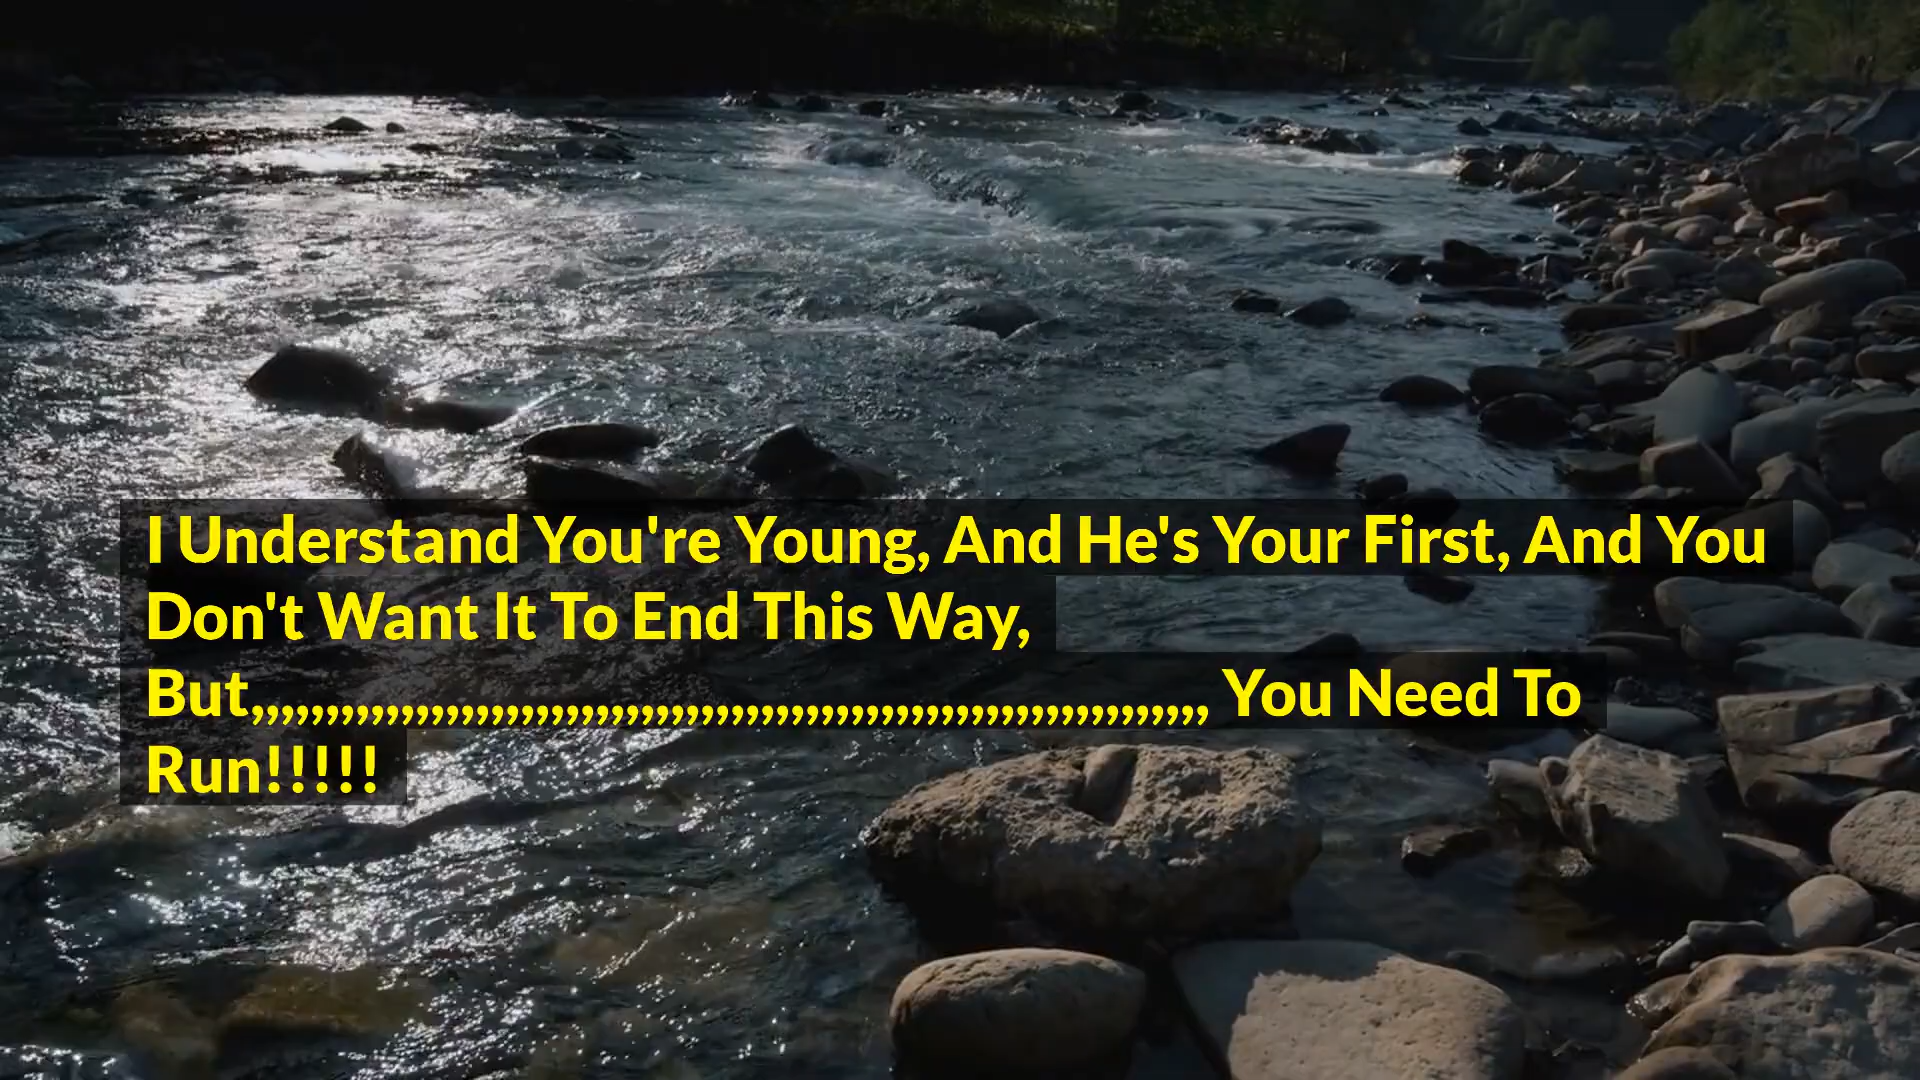 I Understand You're Young, And He's Your First, And You
Don't Want It To End This Way,
But,,,,,,,,,,,,,,,,,,,,,,,,,,,,,,,,,,,,,,,,,,,,,,,,,,,,,,,,,,,,,,,, You Need To
Run!!!!!